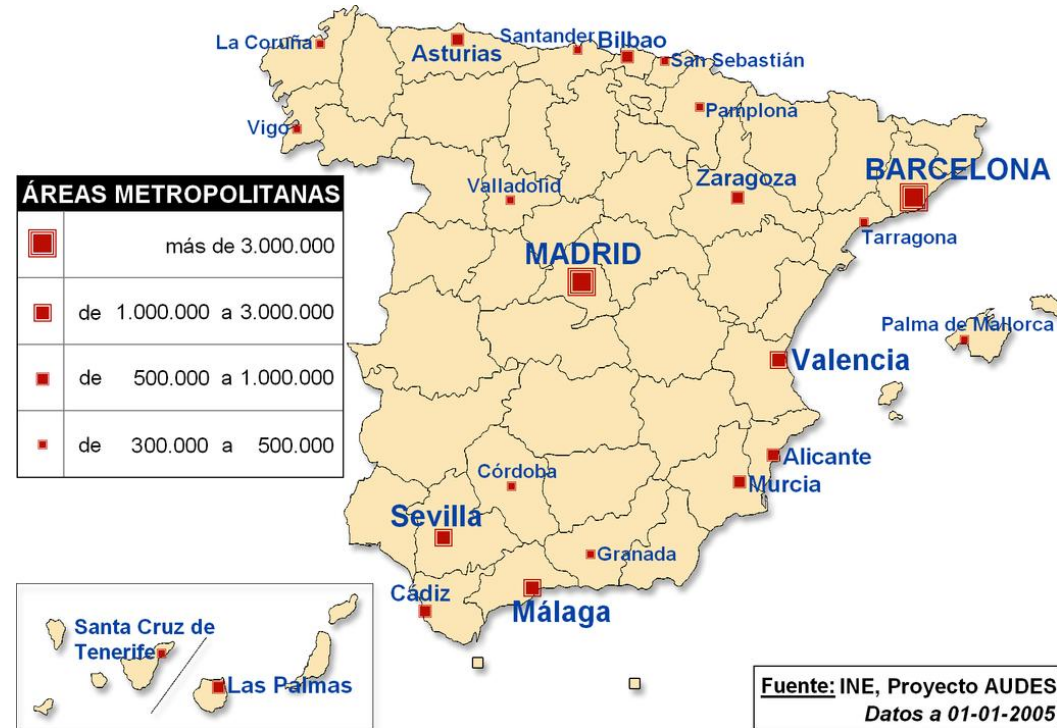 La Coruña
Asturias
Santander
Bilbao
San Sebastián
Pamplona
Vigo
Valladolid
Zaragoza
BARCELONA
Tarragona
MADRID
ÁREAS METROPOLITANAS
más de 3.000.000
de 1.000.000 a 3.000.000
de 500.000 a 1.000.000
de 300.000 a 500.000
Palma de Mallorca
Valencia
Alicante
Murcia
Córdoba
Sevilla
Granada
Cádiz
Málaga
Santa Cruz de
Tenerife
Las Palmas
Fuente: INE, Proyecto AUDES
Datos a 01-01-2005